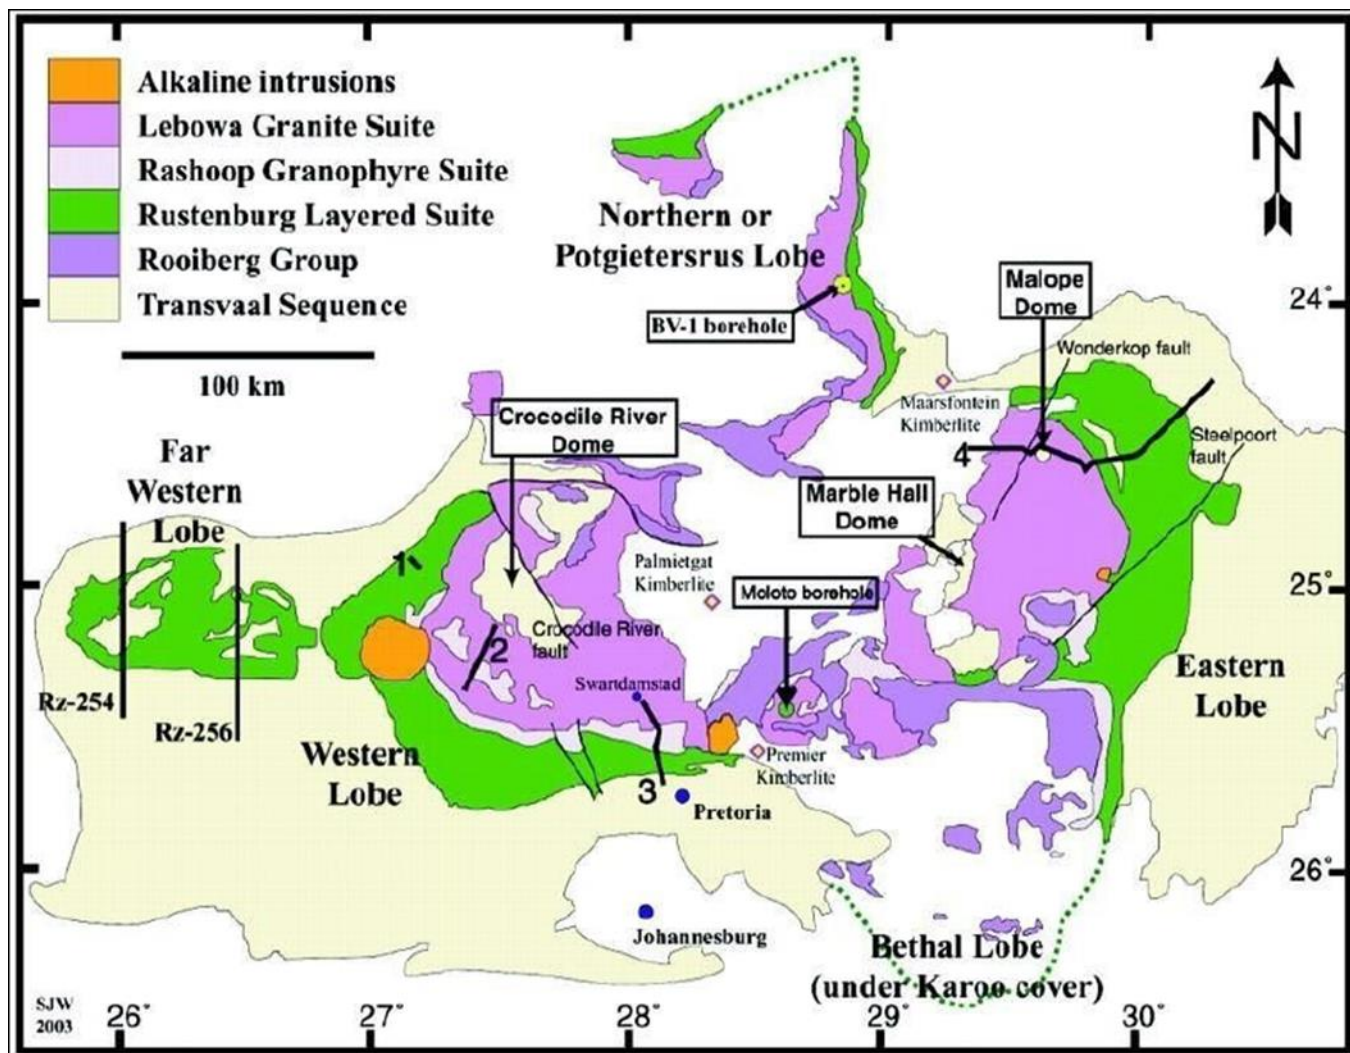 Alkaline intrusions
Lebowa Granite Suite
Rashoop Granophyre Suite
Rustenburg Layered Suite
Rooiberg Group
Transvaal Sequence
100 km
N
Northern or
Potgietersrus Lobe
BV-1 borehole
Malope
Dome
24°
Wonderkop fault
Maarsfontein
Kimberlite
Steelpoort
fault
4
Crocodile River
Dome
Far
Western
Lobe
Marble Hall
Dome
1
Palmietgat
Kimberlite
Moloto borehole
25°
Crocodile River
fault
2
Swartdamstad
Eastern
Lobe
Rz-254
Rz-256
Western
Lobe
Premier
Kimberlite
3
Pretoria
26°
Johannesburg
Bethal Lobe
(under Karoo cover)
SJW
2003
26°
27°
28°
29°
30°